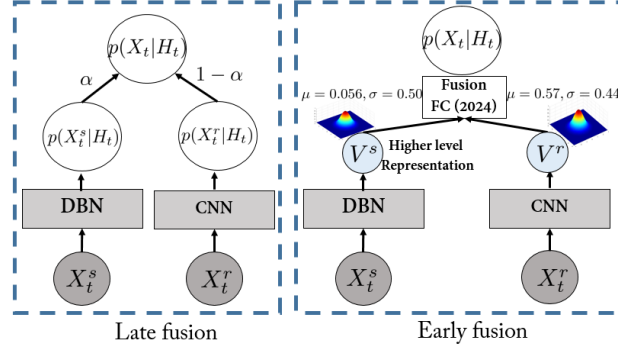 p(X_t|H_t)
α
1 − α
p(X_t^s|H_t)
p(X_t^r|H_t)
DBN
CNN
X_t^s
X_t^r
Late fusion
p(X_t|H_t)
μ = 0.056, σ = 0.50
Fusion
FC (2024)
μ = 0.57, σ = 0.44
V^s
Higher level
Representation
V^r
DBN
CNN
X_t^s
X_t^r
Early fusion